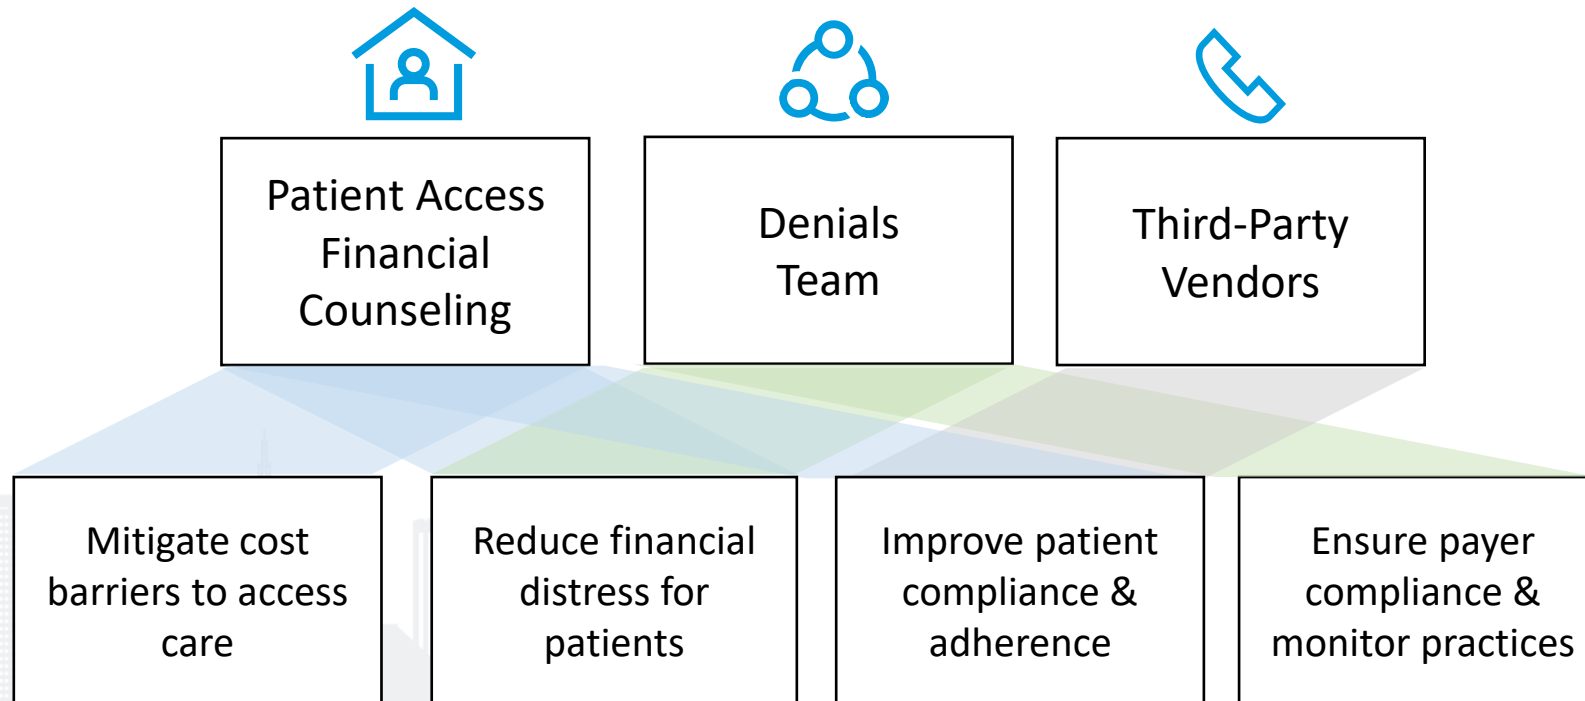 Patient Access
Financial
Counseling
Denials
Team
Third-Party
Vendors
Mitigate cost
barriers to access
care
Reduce financial
distress for
patients
Improve patient
compliance &
adherence
Ensure payer
compliance &
monitor practices